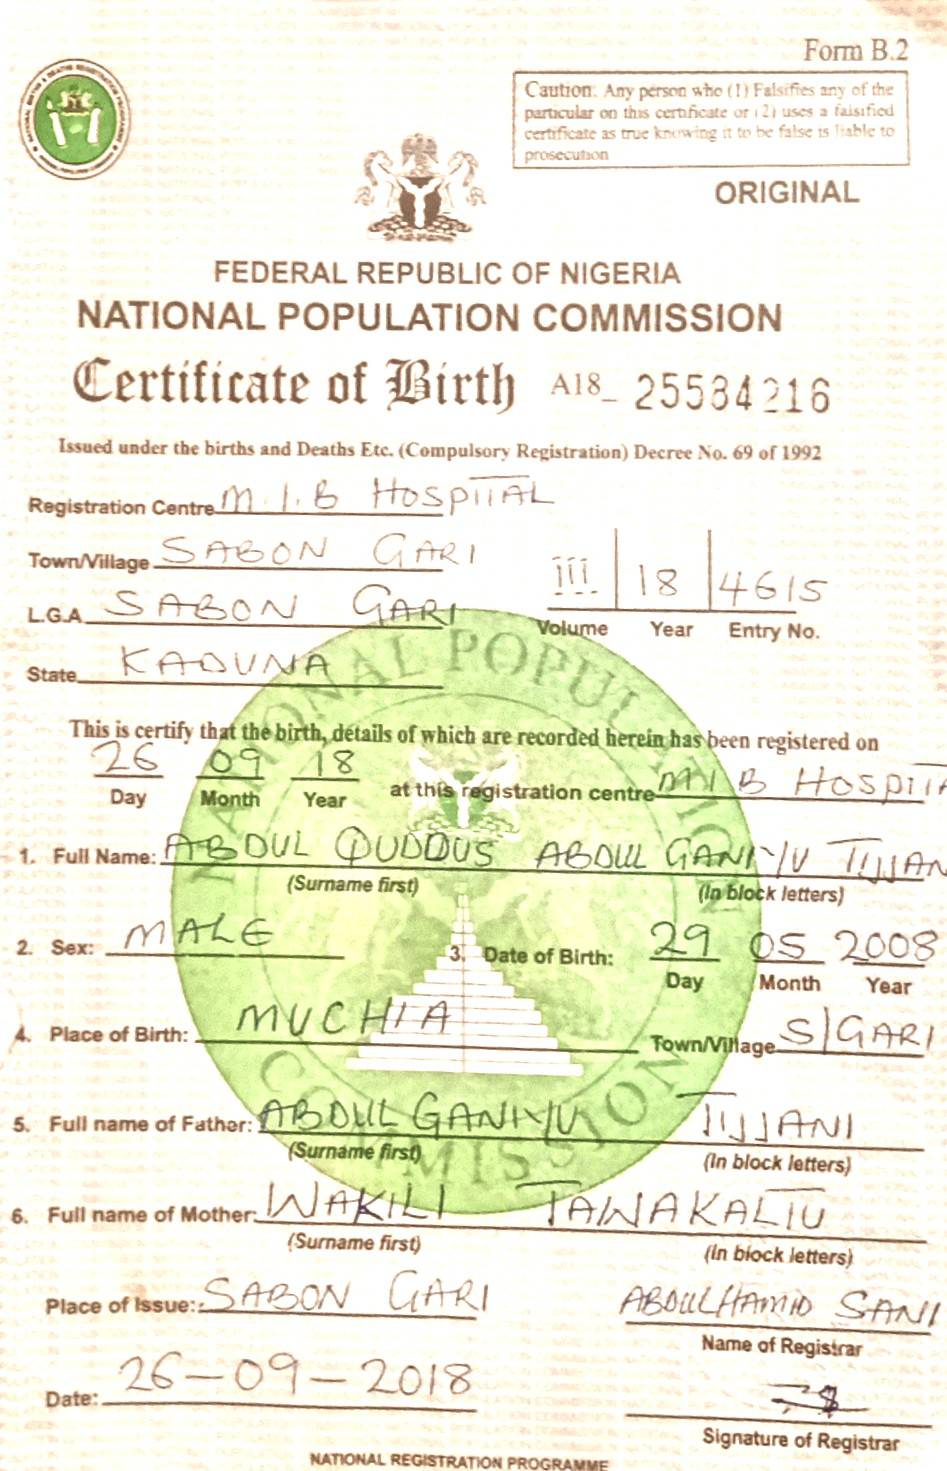 Form B.2
Caution: Any person who (1) Falsifies any of the
particular on this certificate or (2) uses a falsified
certificate as true knowing it to be false is liable to
prosecution
ORIGINAL
FEDERAL REPUBLIC OF NIGERIA
NATIONAL POPULATION COMMISSION
Certificate of Birth A18_ 25534216
Issued under the births and Deaths Etc. (Compulsory Registration) Decree No. 69 of 1992
Registration Centre M.I.B HOSPITAL
Town/Village SABON GARI
L.G.A. SABON GARI
State KADUNA
III 18 4615
Volume Year Entry No.
NATIONAL POPULATION COMMISSION
This is certify that the birth, details of which are recorded herein has been registered on
26 09 18 at this registration centre M.I.B HOSPITA
Day Month Year
1. Full Name: ABDUL QUDDUS ABDUL GANIYU TIJJAN
(Surname first) (In block letters)
2. Sex: MALE 3. Date of Birth: 29 05 2008
Day Month Year
4. Place of Birth: MUCHIA Town/Village S/GARI
5. Full name of Father: ABDUL GANIYU TIJJANI
(Surname first) (In block letters)
6. Full name of Mother: WAKILI TAWAKALTU
(Surname first) (In block letters)
Place of Issue: SABON GARI ABDULHAMID SANI
Name of Registrar
Date: 26-09-2018
Signature of Registrar
NATIONAL REGISTRATION PROGRAMME